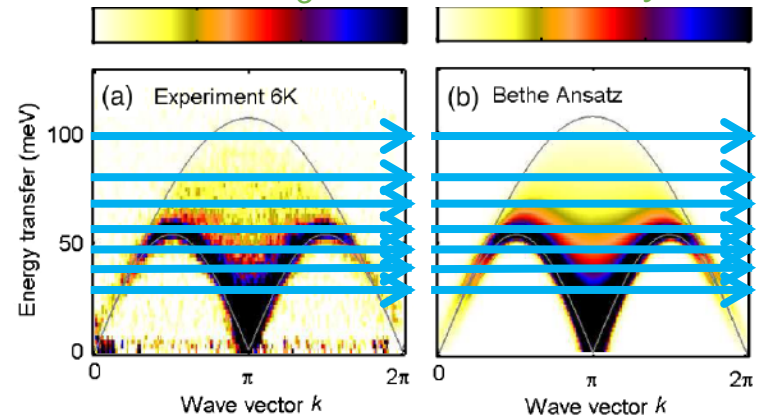 (a) Experiment 6K
(b) Bethe Ansatz
Energy transfer (meV)
100
50
0
0
π
2π
0
π
2π
Wave vector k
Wave vector k